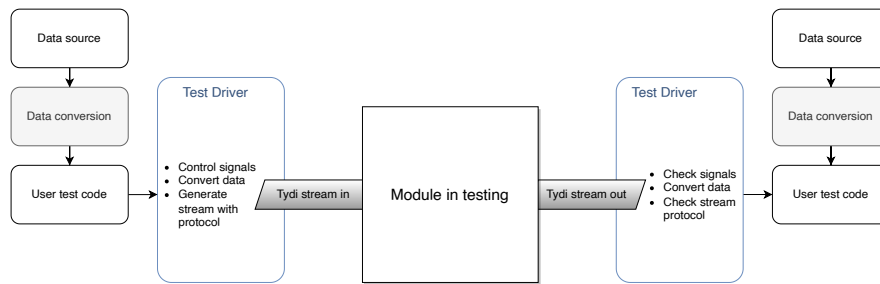 Data source
Data conversion
User test code
Test Driver
• Control signals
• Convert data
• Generate
stream with
protocol
Tydi stream in
Module in testing
Tydi stream out
Test Driver
• Check signals
• Convert data
• Check stream
protocol
Data source
Data conversion
User test code